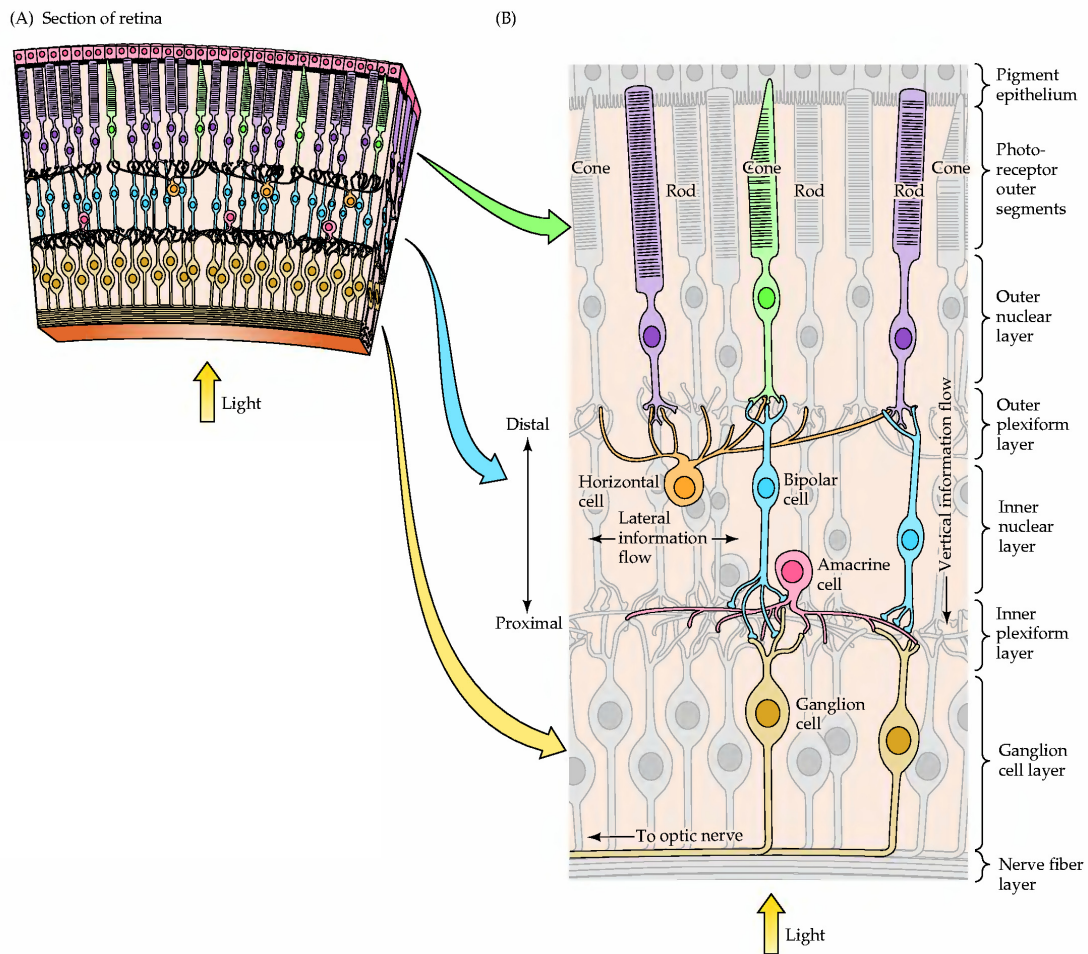 (A) Section of retina
(B)
Light
Distal
Proximal
Cone
Rod
Cone
Rod
Rod
Cone
Horizontal
cell
Bipolar
cell
Lateral
information
flow
Amacrine
cell
Vertical information flow
Ganglion
cell
To optic nerve
Light
Pigment
epithelium
Photo-
receptor
outer
segments
Outer
nuclear
layer
Outer
plexiform
layer
Inner
nuclear
layer
Inner
plexiform
layer
Ganglion
cell layer
Nerve fiber
layer